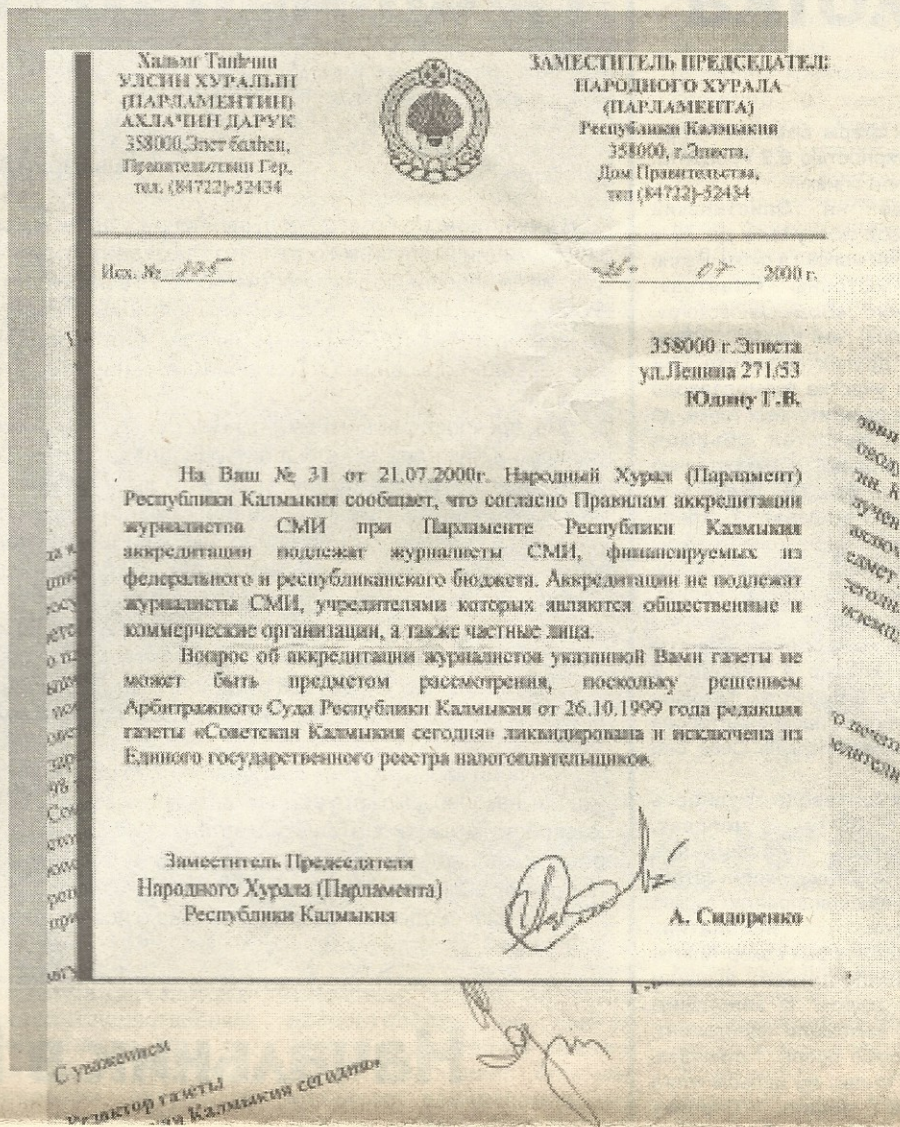 Хальмг Таңһчин
УЛСИН ХУРАЛЫН
(ПАРЛАМЕНТИН)
АХЛАЧИН ДАРУК
358000, Элст балһсн,
Правительствин Гер,
тел. (84722)-52434
ЗАМЕСТИТЕЛЬ ПРЕДСЕДАТЕЛ
НАРОДНОГО ХУРАЛА
(ПАРЛАМЕНТА)
Республики Калмыкия
358000, г.Элиста,
Дом Правительства,
тел (84722)-52434
Исх. №
07 2000 г.
358000 г.Элиста
ул.Ленина 271/53
Юдину Г.В.
На Ваш № 31 от 21.07.2000г. Народный Хурал (Парламент)
Республики Калмыкия сообщает, что согласно Правилам аккредитации
журналистов СМИ при Парламенте Республики Калмыкия
аккредитации подлежат журналисты СМИ, финансируемых из
федерального и республиканского бюджета. Аккредитации не подлежат
журналисты СМИ, учредителями которых являются общественные и
коммерческие организации, а также частные лица.
Вопрос об аккредитации журналистов указанной Вами газеты не
может быть предметом рассмотрения, поскольку решением
Арбитражного Суда Республики Калмыкия от 26.10.1999 года редакция
газеты «Советская Калмыкия сегодня» ликвидирована и исключена из
Единого государственного реестра налогоплательщиков.
Заместитель Председателя
Народного Хурала (Парламента)
Республики Калмыкия
А. Сидоренко
С уважением
Редактор газеты
Калмыкия сегодня»